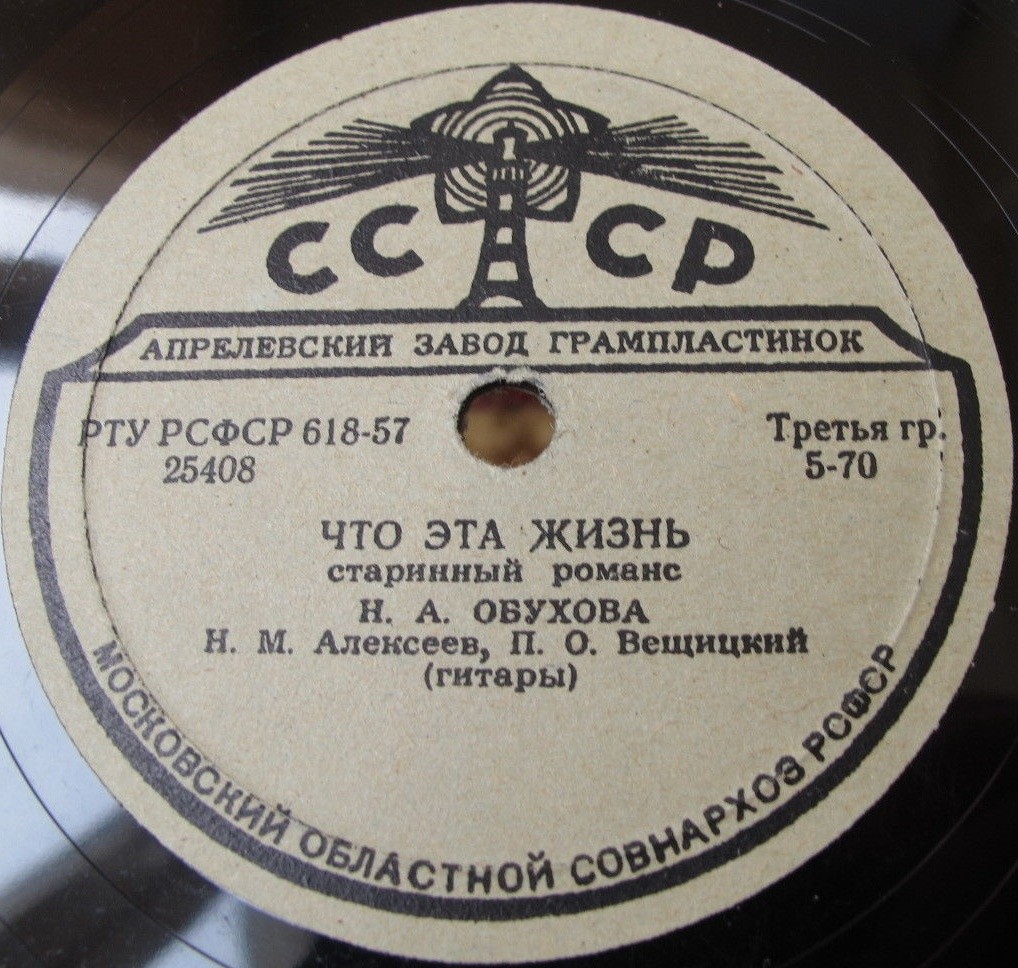 СССР
АПРЕЛЕВСКИЙ ЗАВОД ГРАМПЛАСТИНОК
РТУ РСФСР 618-57
25408
Третья гр.
5-70
ЧТО ЭТА ЖИЗНЬ
старинный романс
Н. А. ОБУХОВА
Н. М. Алексеев, П. О. Вещицкий
(гитары)
МОСКОВСКИЙ ОБЛАСТНОЙ СОВНАРХОЗ РСФСР